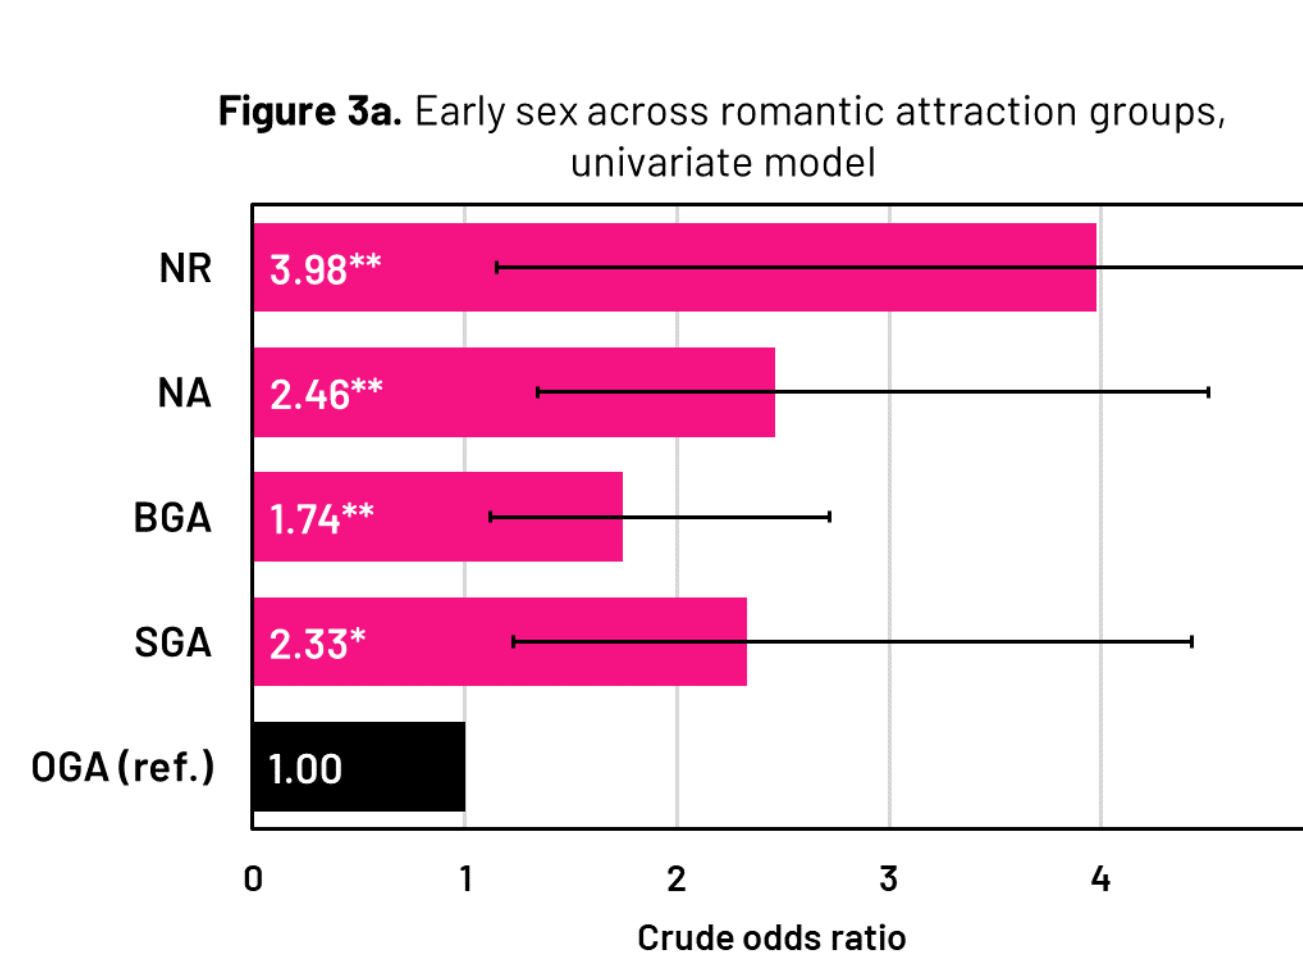 Figure 3a. Early sex across romantic attraction groups,
univariate model
NR 3.98**
NA 2.46**
BGA 1.74**
SGA 2.33*
OGA (ref.) 1.00
0 1 2 3 4
Crude odds ratio